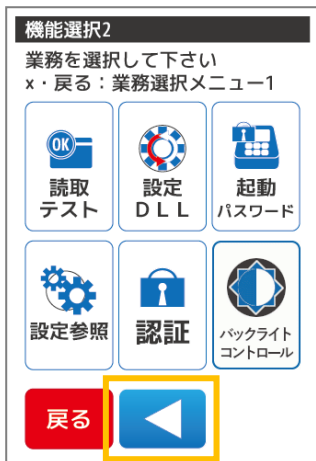 機能選択2
業務を選択して下さい
x・戻る：業務選択メニュー1
OK
読取
テスト
設定
DLL
起動
パスワード
設定参照
認証
バックライト
コントロール
戻る